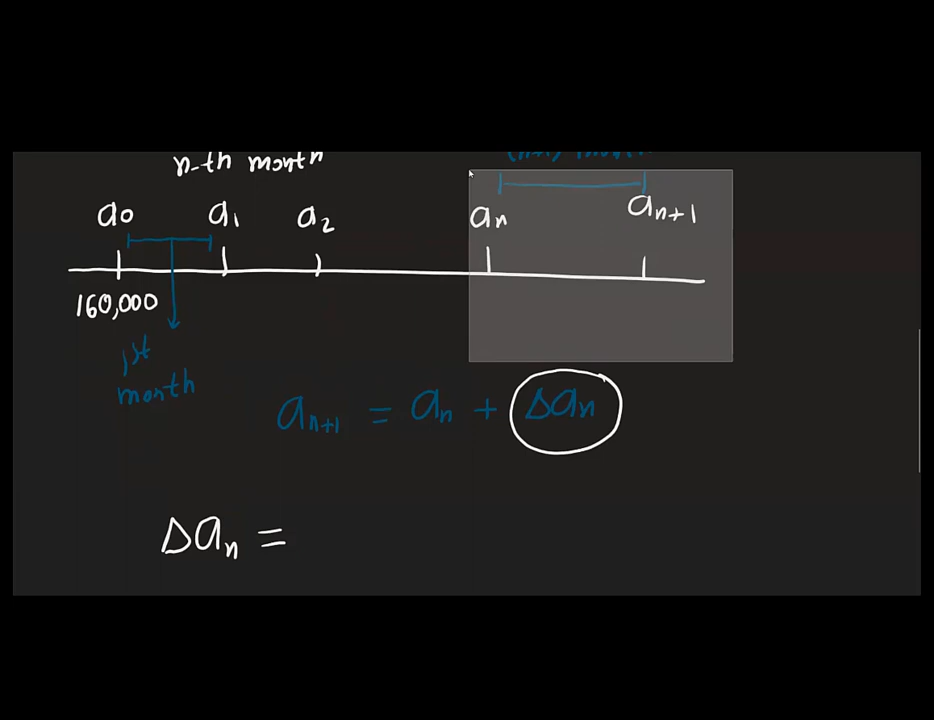 n-th month
a₀ a₁ a₂ aₙ aₙ₊₁
160,000
1st
month
aₙ₊₁ = aₙ + Δaₙ
Δaₙ =